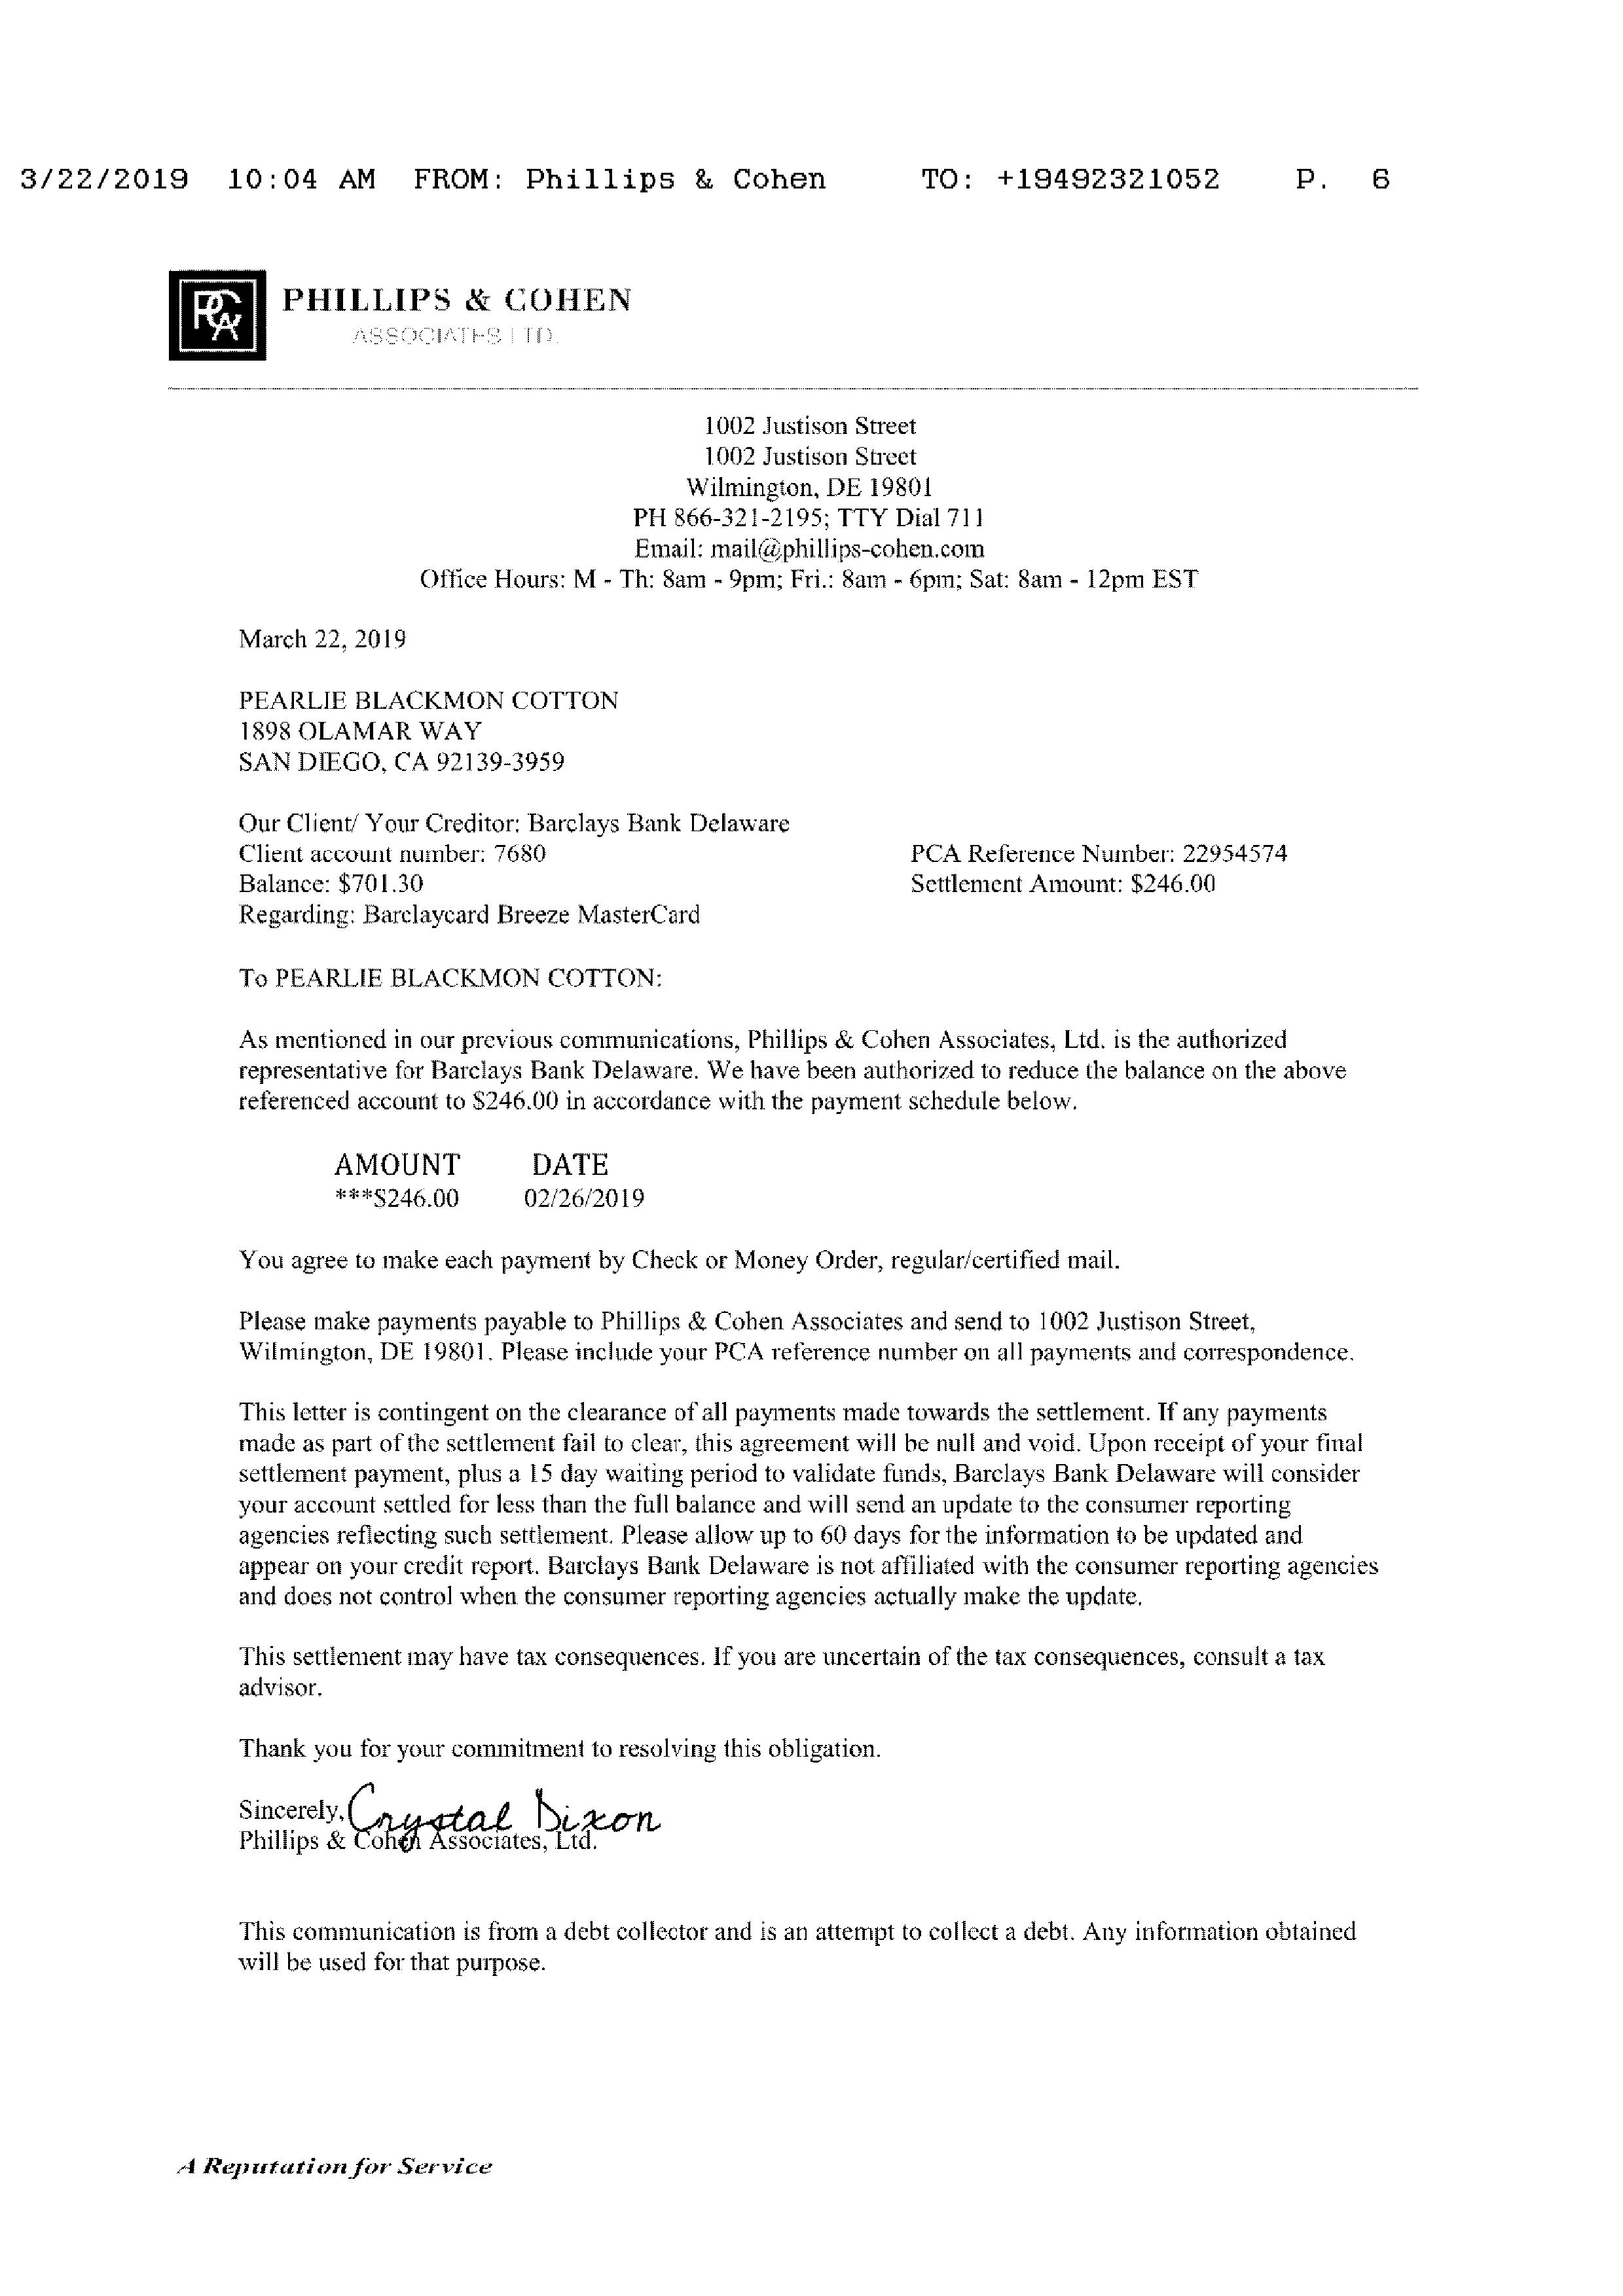 3/22/2019 10:04 AM FROM: Phillips & Cohen TO: +19492321052 P. 6
PCA
PHILLIPS & COHEN
ASSOCIATES LTD.
1002 Justison Street
1002 Justison Street
Wilmington, DE 19801
PH 866-321-2195; TTY Dial 711
Email: mail@phillips-cohen.com
Office Hours: M - Th: 8am - 9pm; Fri.: 8am - 6pm; Sat: 8am - 12pm EST
March 22, 2019
PEARLIE BLACKMON COTTON
1898 OLAMAR WAY
SAN DIEGO, CA 92139-3959
Our Client/ Your Creditor: Barclays Bank Delaware
Client account number: 7680 PCA Reference Number: 22954574
Balance: $701.30 Settlement Amount: $246.00
Regarding: Barclaycard Breeze MasterCard
To PEARLIE BLACKMON COTTON:
As mentioned in our previous communications, Phillips & Cohen Associates, Ltd. is the authorized
representative for Barclays Bank Delaware. We have been authorized to reduce the balance on the above
referenced account to $246.00 in accordance with the payment schedule below.
AMOUNT DATE
***$246.00 02/26/2019
You agree to make each payment by Check or Money Order, regular/certified mail.
Please make payments payable to Phillips & Cohen Associates and send to 1002 Justison Street,
Wilmington, DE 19801. Please include your PCA reference number on all payments and correspondence.
This letter is contingent on the clearance of all payments made towards the settlement. If any payments
made as part of the settlement fail to clear, this agreement will be null and void. Upon receipt of your final
settlement payment, plus a 15 day waiting period to validate funds, Barclays Bank Delaware will consider
your account settled for less than the full balance and will send an update to the consumer reporting
agencies reflecting such settlement. Please allow up to 60 days for the information to be updated and
appear on your credit report. Barclays Bank Delaware is not affiliated with the consumer reporting agencies
and does not control when the consumer reporting agencies actually make the update.
This settlement may have tax consequences. If you are uncertain of the tax consequences, consult a tax
advisor.
Thank you for your commitment to resolving this obligation.
Sincerely, Crystal Dixon
Phillips & Cohen Associates, Ltd.
This communication is from a debt collector and is an attempt to collect a debt. Any information obtained
will be used for that purpose.
A Reputation for Service